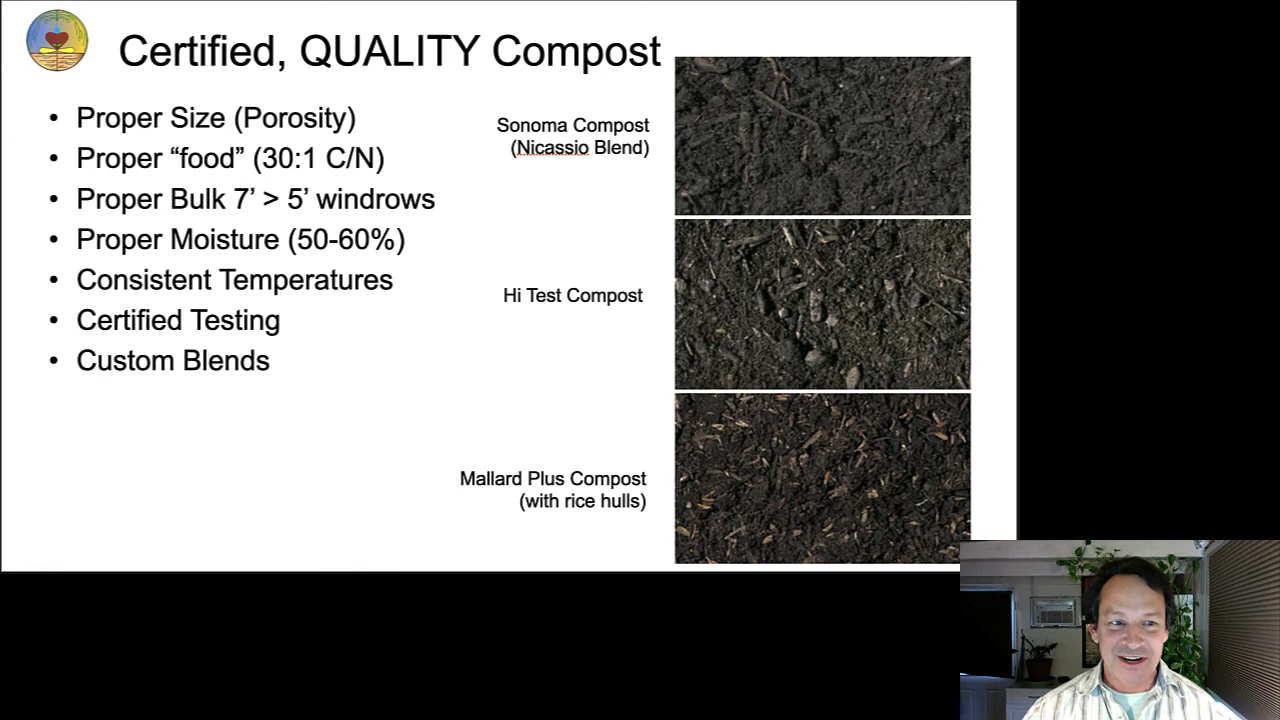 Certified, QUALITY Compost
• Proper Size (Porosity)
• Proper “food” (30:1 C/N)
• Proper Bulk 7’ > 5’ windrows
• Proper Moisture (50-60%)
• Consistent Temperatures
• Certified Testing
• Custom Blends
Sonoma Compost
(Nicassio Blend)
Hi Test Compost
Mallard Plus Compost
(with rice hulls)